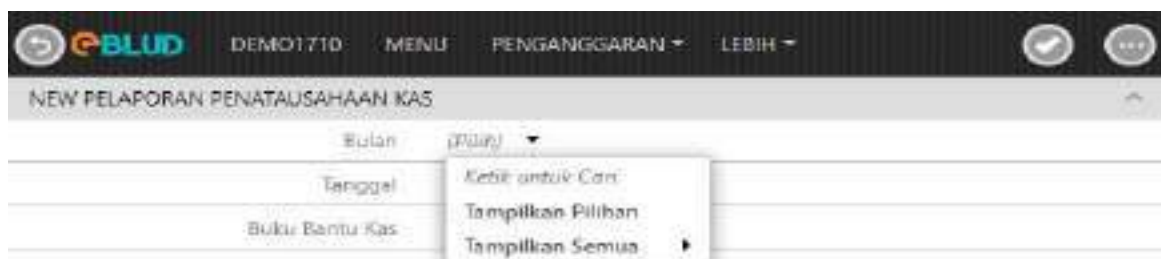 eBLUD DEMO1710 MENU PENGANGGARAN LEBIH
NEW PELAPORAN PENATAUSAHAAN KAS
Bulan (Pilih)
Ketik untuk Cari
Tanggal
Tampilkan Pilihan
Buku Bantu Kas
Tampilkan Semua